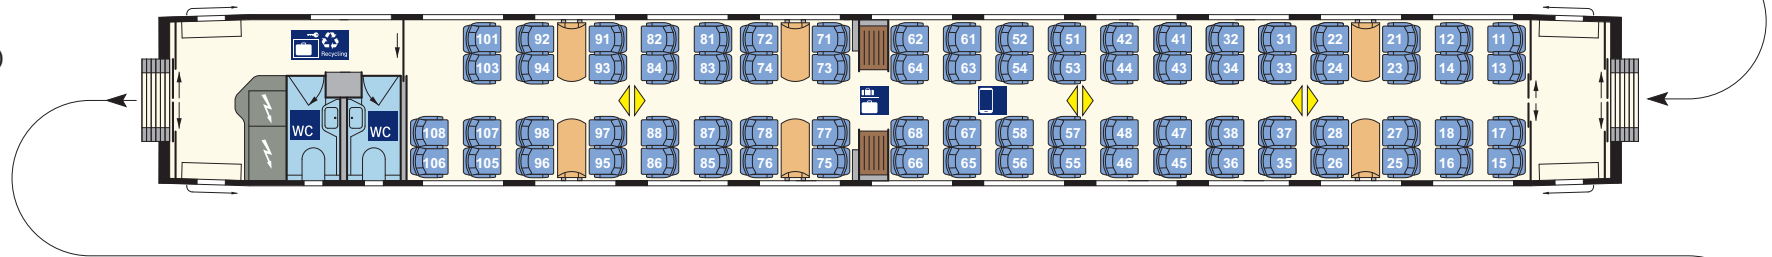 Recycling
101 92 91 82 81 72 71 62 61 52 51 42 41 32 31 22 21 12 11
103 94 93 84 83 74 73 64 63 54 53 44 43 34 33 24 23 14 13
WC WC
108 107 98 97 88 87 78 77 68 67 58 57 48 47 38 37 28 27 18 17
106 105 96 95 86 85 76 75 66 65 56 55 46 45 36 35 26 25 16 15